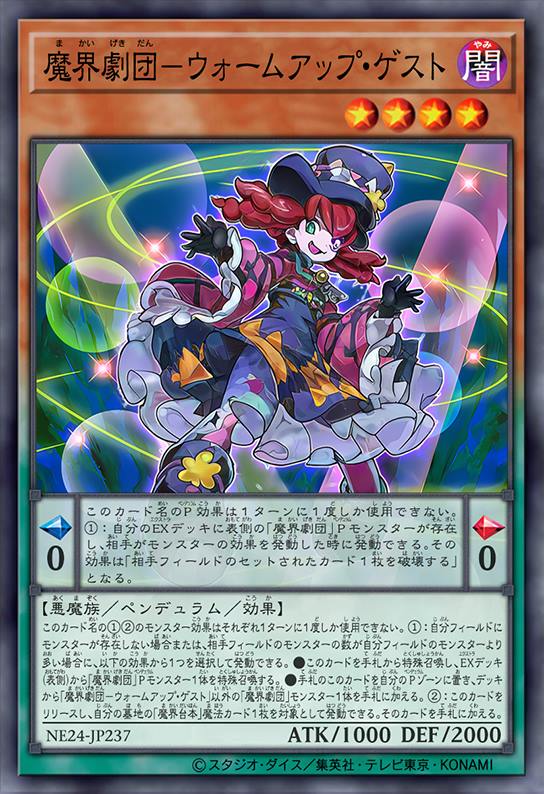 魔界劇団-ウォームアップ・ゲスト
闇
このカード名のP効果は1ターンに1度しか使用できない。
①:自分のEXデッキに表側の「魔界劇団」Pモンスターが存在
し、相手がモンスターの効果を発動した時に発動できる。その
効果は「相手フィールドのセットされたカード1枚を破壊する」
となる。
0
0
【悪魔族/ペンデュラム/効果】
このカード名の①②のモンスター効果はそれぞれ1ターンに1度しか使用できない。①:自分フィールドに
モンスターが存在しない場合または、相手フィールドのモンスターの数が自分フィールドのモンスターより
多い場合に、以下の効果から1つを選択して発動できる。●このカードを手札から特殊召喚し、EXデッキ
(表側)から「魔界劇団」Pモンスター1体を特殊召喚する。●手札のこのカードを自分のPゾーンに置き、デッキ
から「魔界劇団-ウォームアップ・ゲスト」以外の「魔界劇団」モンスター1体を手札に加える。②:このカードを
リリースし、自分の墓地の「魔界台本」魔法カード1枚を対象として発動できる。そのカードを手札に加える。
NE24-JP237
ATK/1000 DEF/2000
©スタジオ・ダイス/集英社・テレビ東京・KONAMI